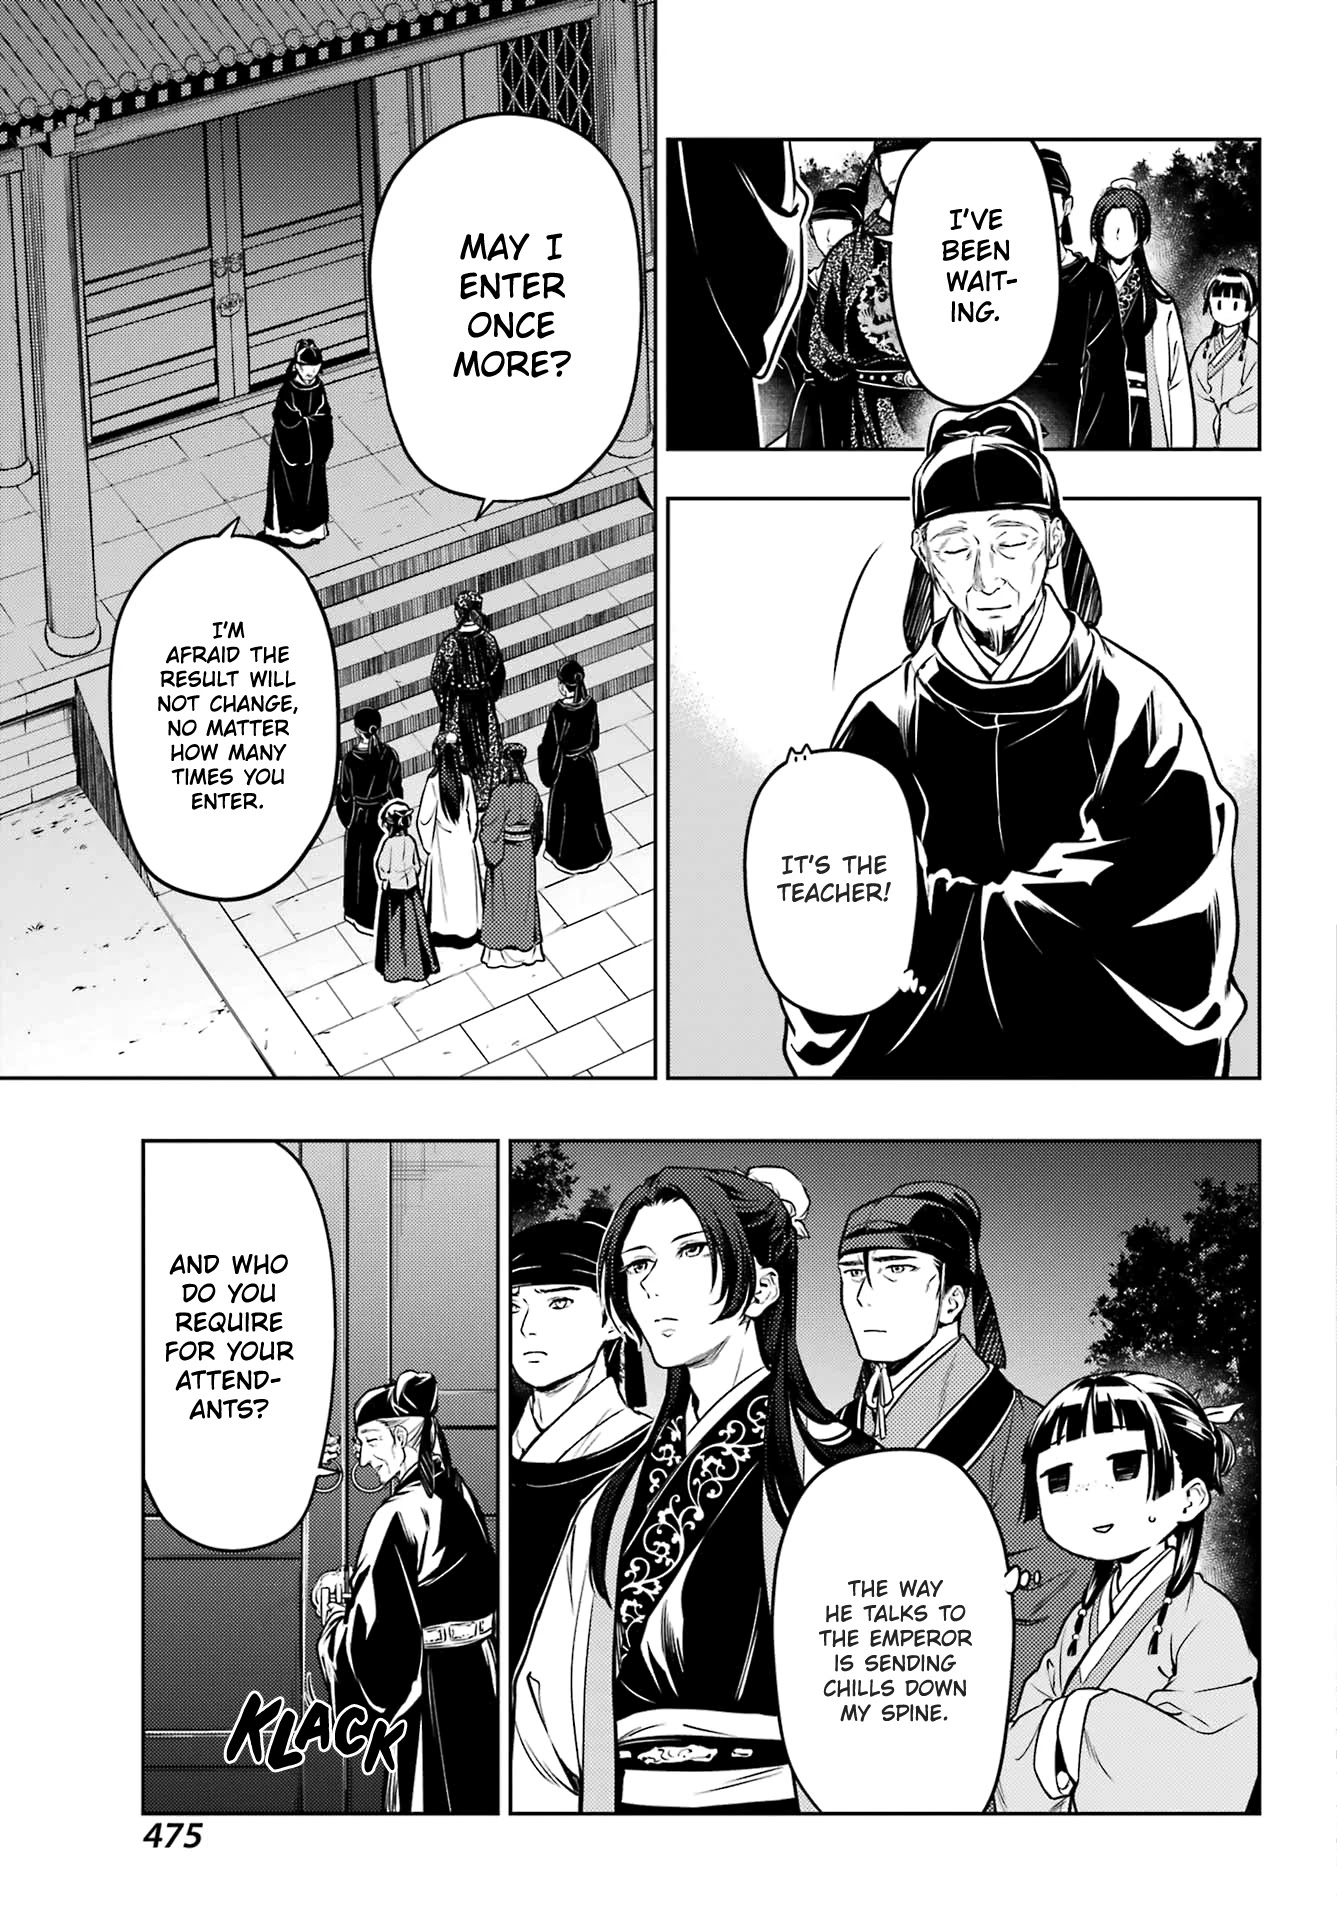 I'VE
BEEN
WAIT-
ING.
IT'S THE
TEACHER!
MAY I
ENTER
ONCE
MORE?
I'M
AFRAID THE
RESULT WILL
NOT CHANGE,
NO MATTER
HOW MANY
TIMES YOU
ENTER.
THE WAY
HE TALKS TO
THE EMPEROR
IS SENDING
CHILLS DOWN
MY SPINE.
AND WHO
DO YOU
REQUIRE
FOR YOUR
ATTEND-
ANTS?
KLACK
475